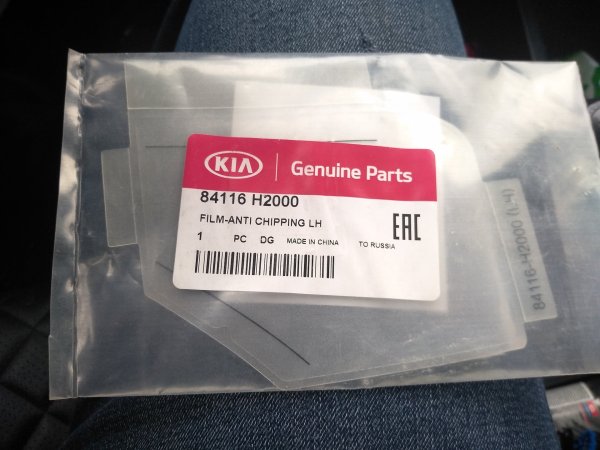 KIA Genuine Parts
84116 H2000
FILM-ANTI CHIPPING LH
1 PC DG MADE IN CHINA TO RUSSIA
EAC
84116-H2000 (L4)